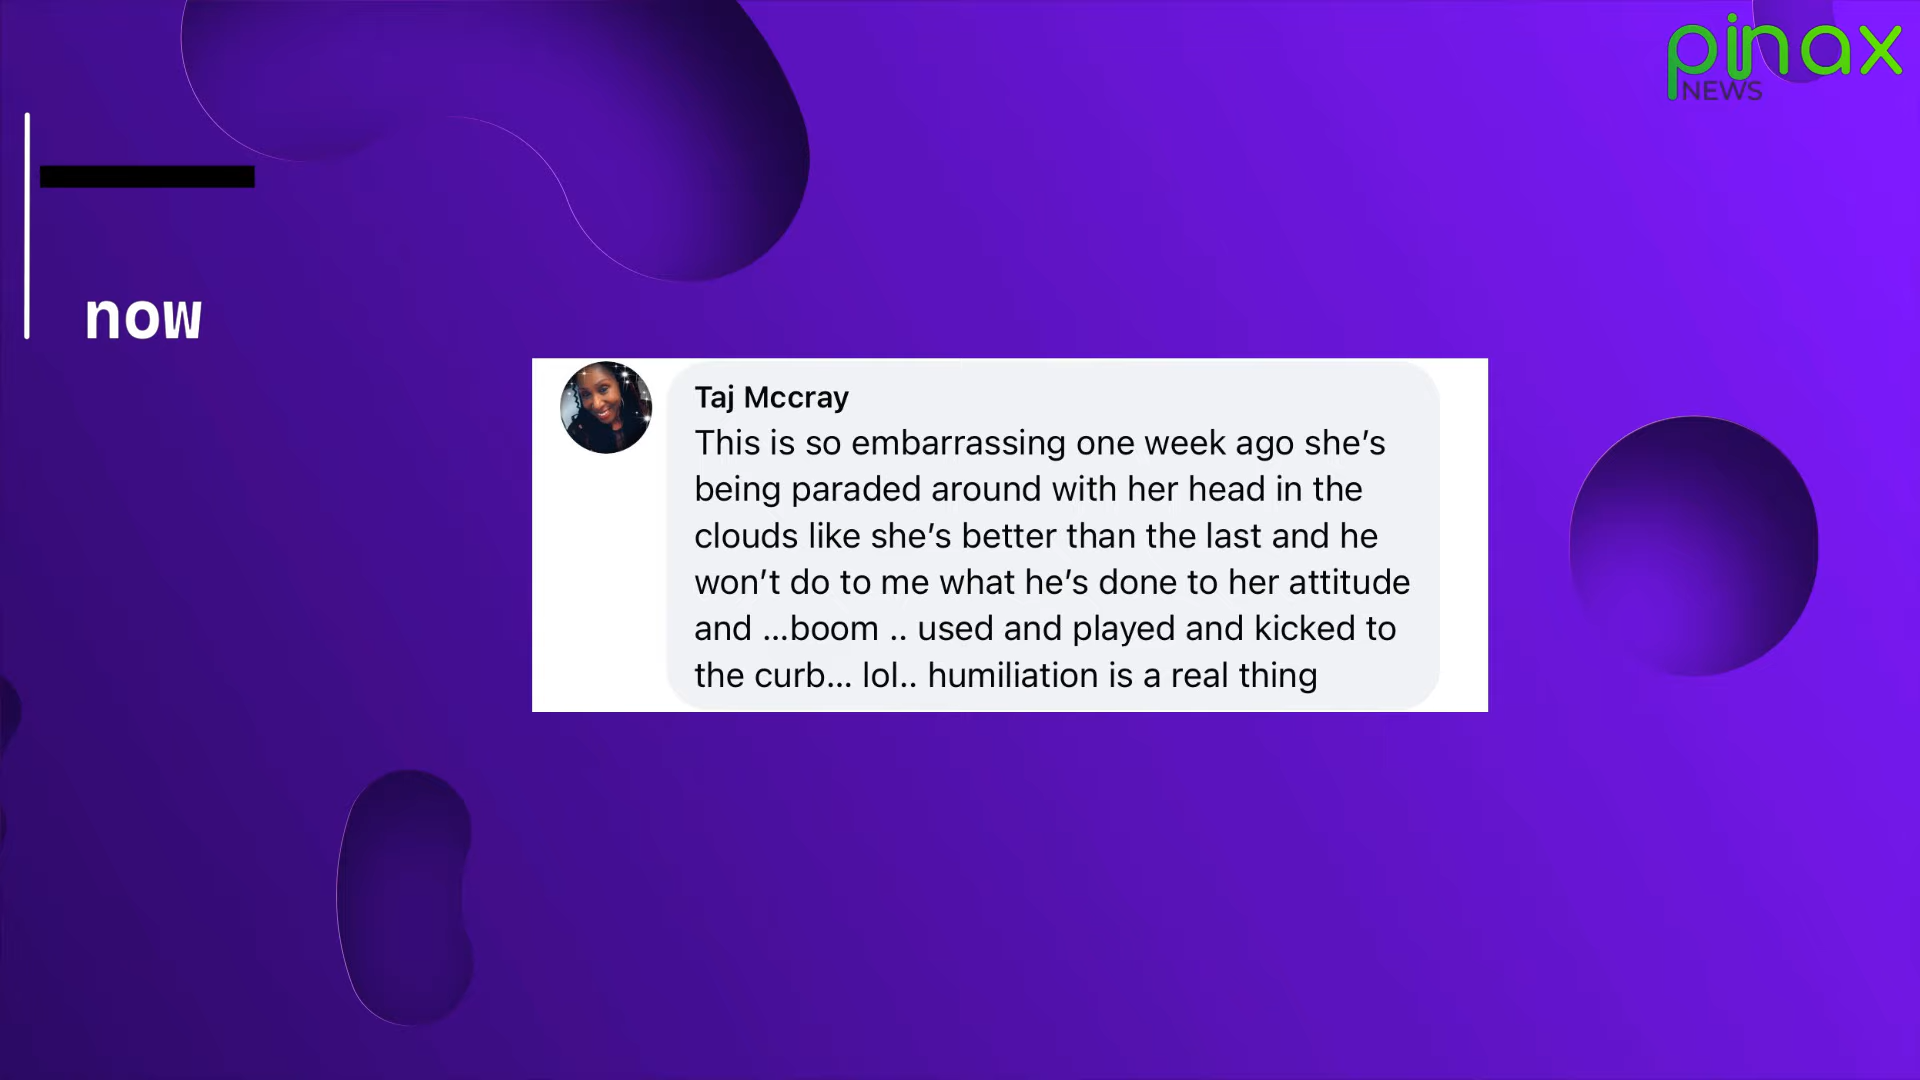 pinax
NEWS
now
Taj Mccray
This is so embarrassing one week ago she’s
being paraded around with her head in the
clouds like she’s better than the last and he
won’t do to me what he’s done to her attitude
and ...boom .. used and played and kicked to
the curb... lol.. humiliation is a real thing